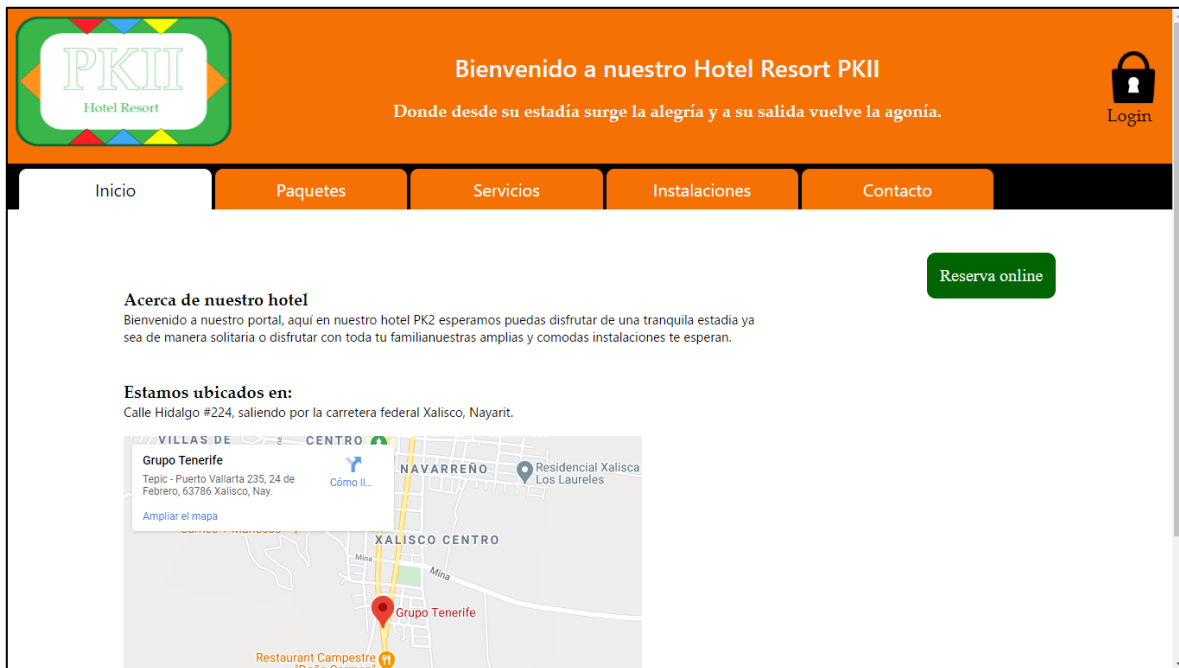 PKII
Hotel Resort
Bienvenido a nuestro Hotel Resort PKII
Donde desde su estadía surge la alegría y a su salida vuelve la agonía.
Login
Inicio
Paquetes
Servicios
Instalaciones
Contacto
Reserva online
Acerca de nuestro hotel
Bienvenido a nuestro portal, aquí en nuestro hotel PK2 esperamos puedas disfrutar de una tranquila estadia ya
sea de manera solitaria o disfrutar con toda tu familianuestras amplias y comodas instalaciones te esperan.
Estamos ubicados en:
Calle Hidalgo #224, saliendo por la carretera federal Xalisco, Nayarit.
VILLAS DE
CENTRO
Grupo Tenerife
Tepic - Puerto Vallarta 235, 24 de
Febrero, 63786 Xalisco, Nay.
Cómo ll...
Ampliar el mapa
NAVARREÑO
Residencial Xalisca
Los Laureles
XALISCO CENTRO
Mina
Mina
Grupo Tenerife
Restaurant Campestre